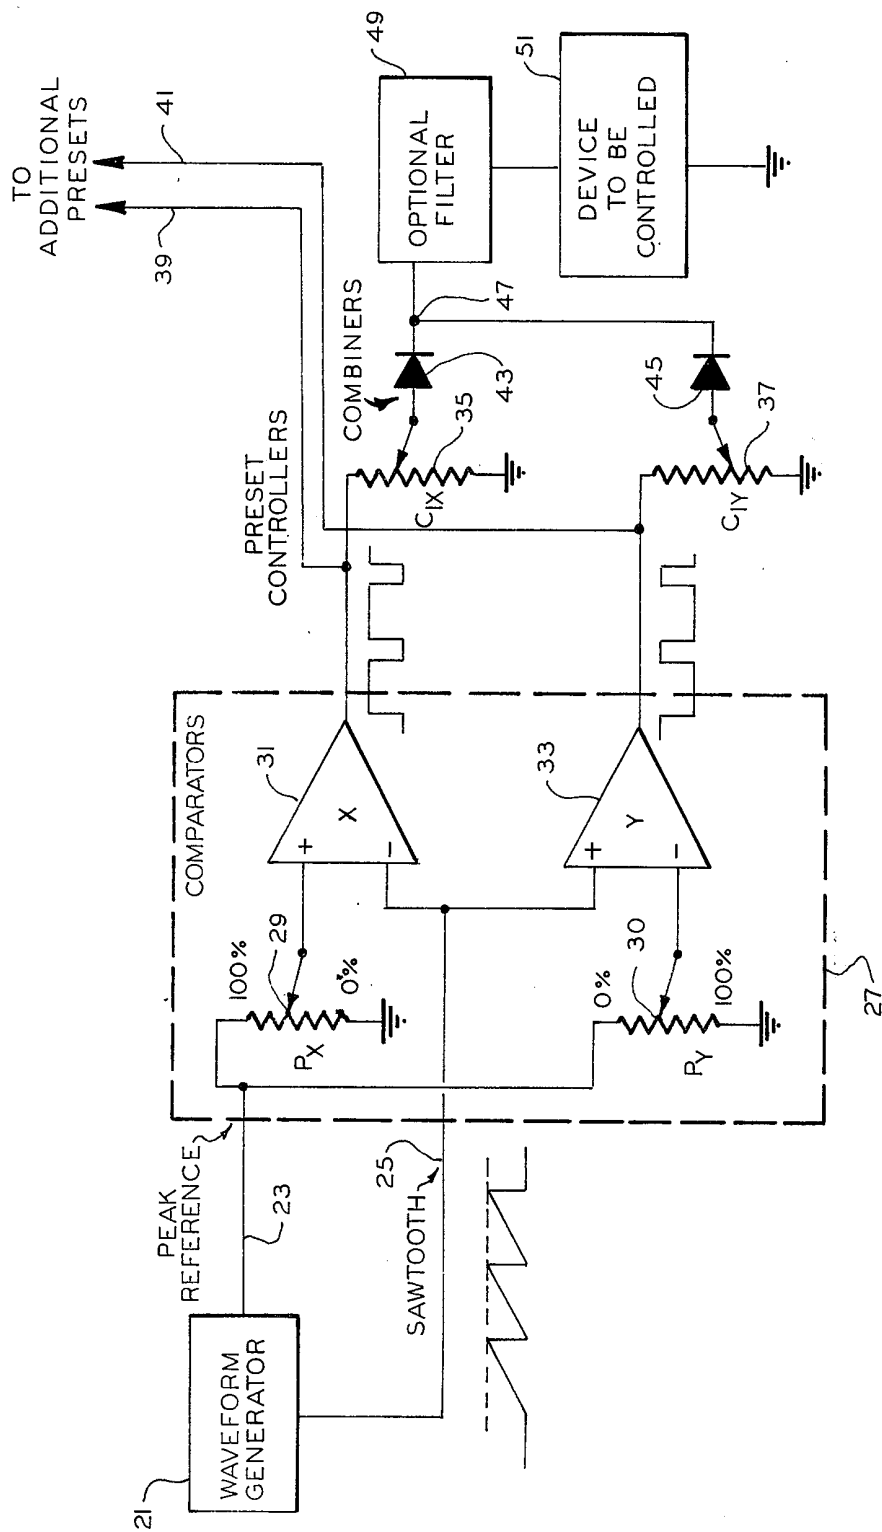 TO
ADDITIONAL
PRESETS
39
41
PRESET
CONTROLLERS
COMBINERS
49
OPTIONAL
FILTER
51
DEVICE
TO BE
CONTROLLED
47
43
35
C1X
45
37
C1Y
COMPARATORS
31
X
+
-
33
Y
+
-
100%
29
0%
PX
0%
30
100%
PY
27
PEAK
REFERENCE
23
25
SAWTOOTH
21
WAVEFORM
GENERATOR